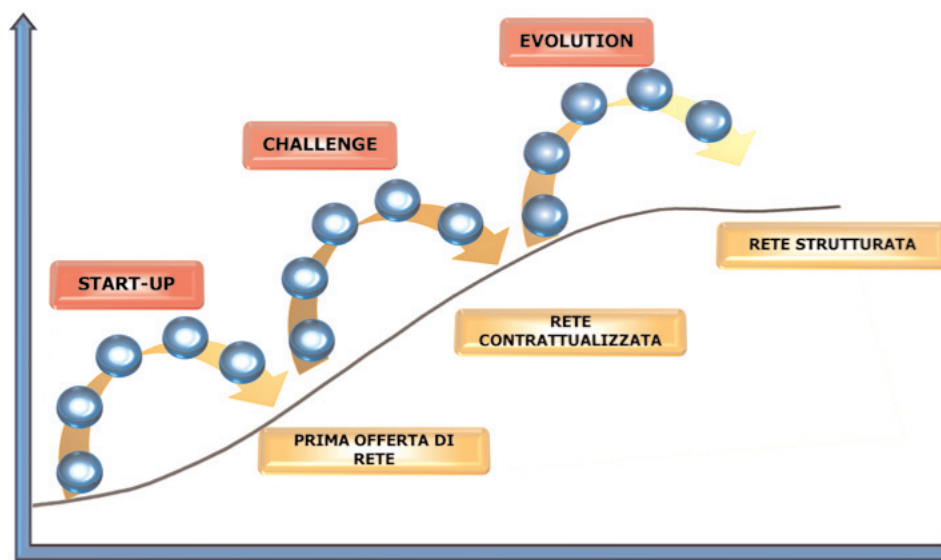 EVOLUTION
CHALLENGE
START-UP
RETE STRUTTURATA
RETE
CONTRATTUALIZZATA
PRIMA OFFERTA DI
RETE